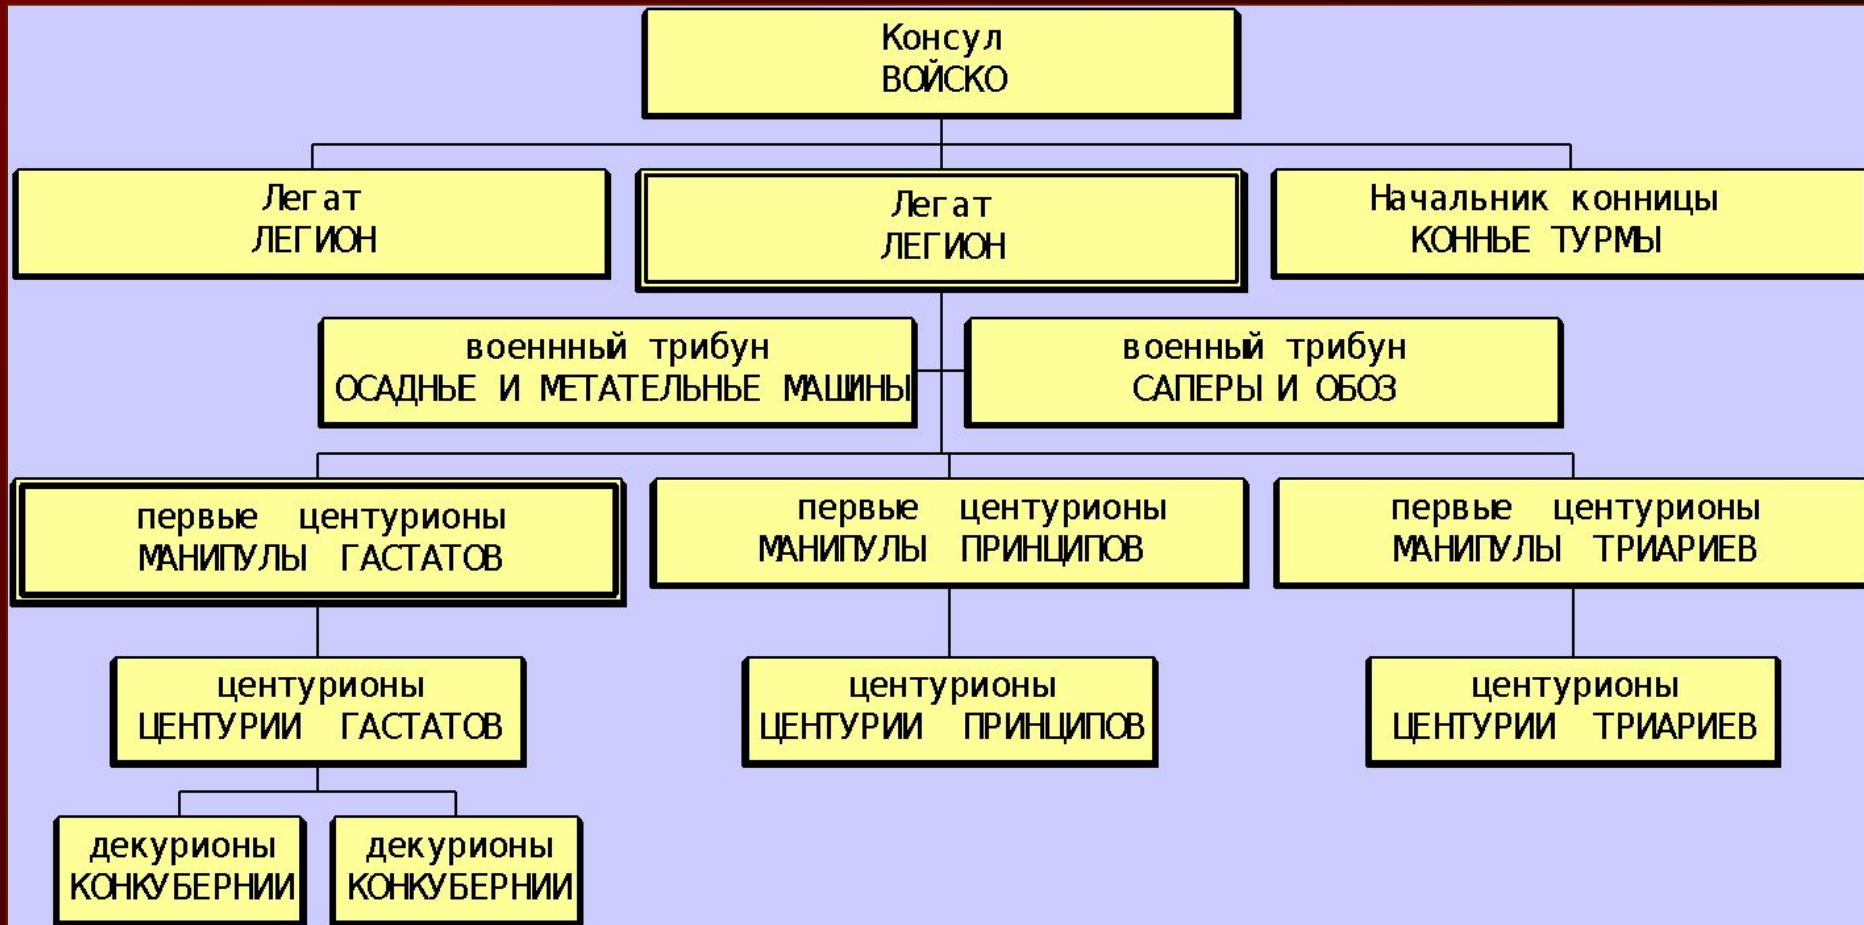 Консул
ВОЙСКО
Легат
ЛЕГИОН
Легат
ЛЕГИОН
Начальник конницы
КОННЫЕ ТУРМЫ
военнный трибун
ОСАДНЫЕ И МЕТАТЕЛЬНЫЕ МАШИНЫ
военный трибун
САПЕРЫ И ОБОЗ
первые центурионы
МАНИПУЛЫ ГАСТАТОВ
первые центурионы
МАНИПУЛЫ ПРИНЦИПОВ
первые центурионы
МАНИПУЛЫ ТРИАРИЕВ
центурионы
ЦЕНТУРИИ ГАСТАТОВ
центурионы
ЦЕНТУРИИ ПРИНЦИПОВ
центурионы
ЦЕНТУРИИ ТРИАРИЕВ
декурионы
КОНКУБЕРНИИ
декурионы
КОНКУБЕРНИИ